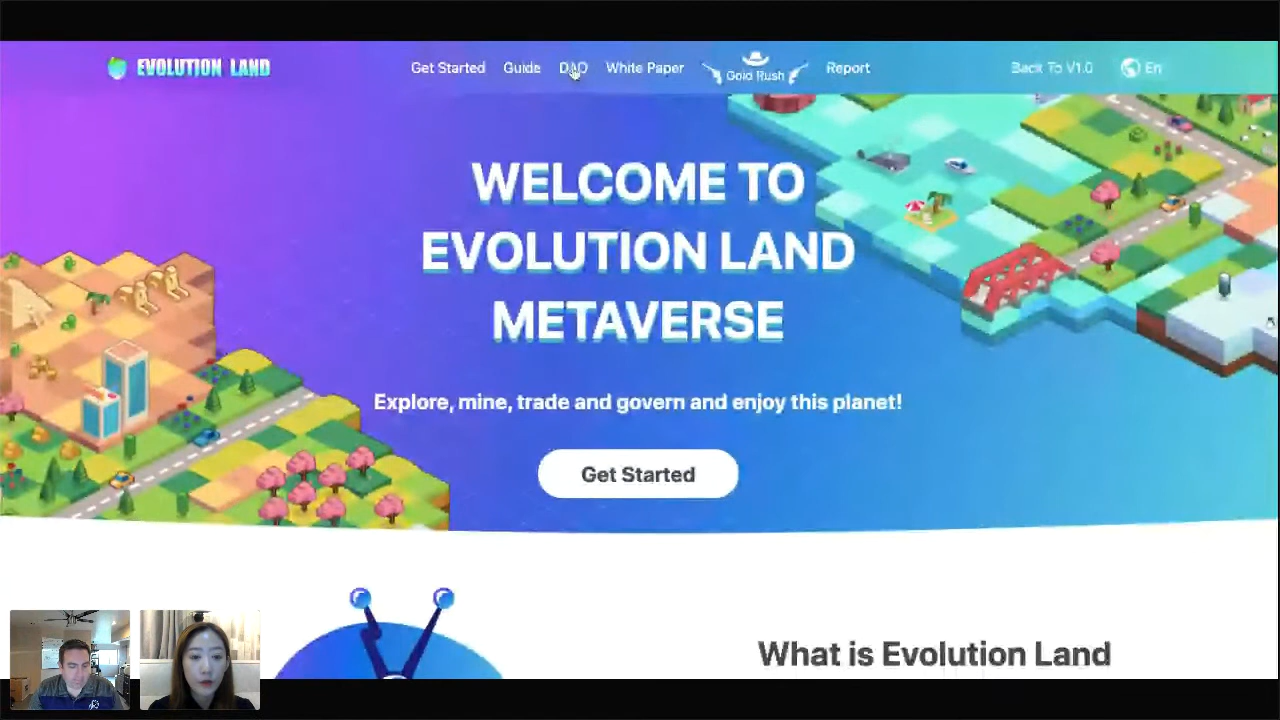 EVOLUTION LAND
Get Started
Guide
DAO
White Paper
Gold Rush
Report
Back To V1.0
En
WELCOME TO
EVOLUTION LAND
METAVERSE
Explore, mine, trade and govern and enjoy this planet!
Get Started
What is Evolution Land